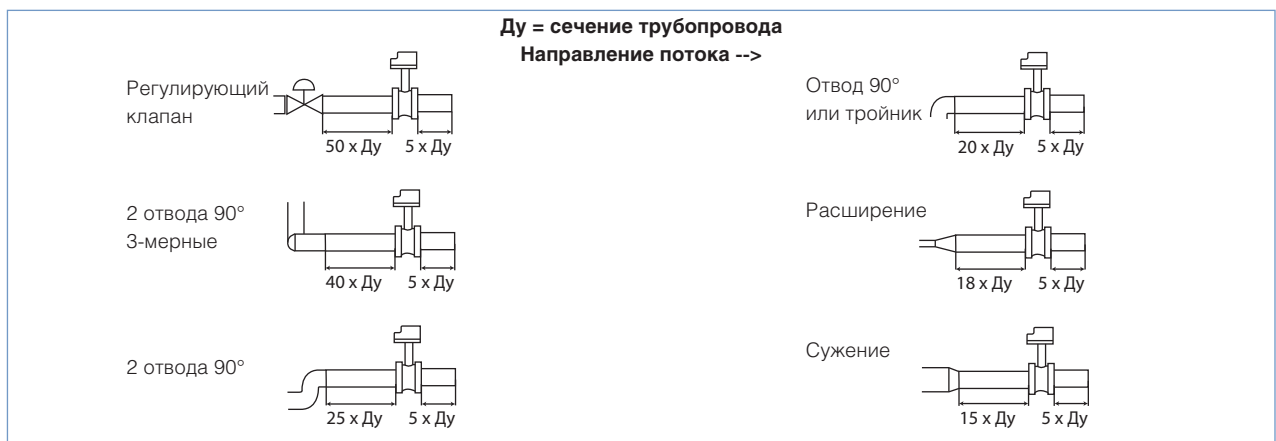 Ду = сечение трубопровода
Направление потока -->
Регулирующий
клапан
50 x Ду 5 x Ду
Отвод 90°
или тройник
20 x Ду 5 x Ду
2 отвода 90°
3-мерные
40 x Ду 5 x Ду
Расширение
18 x Ду 5 x Ду
2 отвода 90°
25 x Ду 5 x Ду
Сужение
15 x Ду 5 x Ду